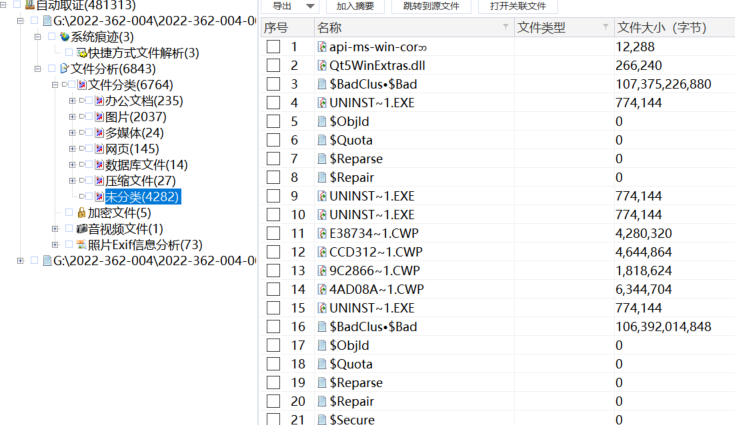 自动取证(481313)
G:\2022-362-004\2022-362-004-0
系统痕迹(3)
快捷方式文件解析(3)
文件分析(6843)
文件分类(6764)
办公文档(235)
图片(2037)
多媒体(24)
网页(145)
数据库文件(14)
压缩文件(27)
未分类(4282)
加密文件(5)
音视频文件(1)
照片Exif信息分析(73)
G:\2022-362-004\2022-362-004-0
导出 加入摘要 跳转到源文件 打开关联文件
序号 名称 文件类型 文件大小（字节）
1 api-ms-win-cor 12,288
2 Qt5WinExtras.dll 266,240
3 $BadClus•$Bad 107,375,226,880
4 UNINST~1.EXE 774,144
5 $ObjId 0
6 $Quota 0
7 $Reparse 0
8 $Repair 0
9 UNINST~1.EXE 774,144
10 UNINST~1.EXE 774,144
11 E38734~1.CWP 4,280,320
12 CCD312~1.CWP 4,644,864
13 9C2866~1.CWP 1,818,624
14 4AD08A~1.CWP 6,344,704
15 UNINST~1.EXE 774,144
16 $BadClus•$Bad 106,392,014,848
17 $ObjId 0
18 $Quota 0
19 $Reparse 0
20 $Repair 0
21 $Secure 0